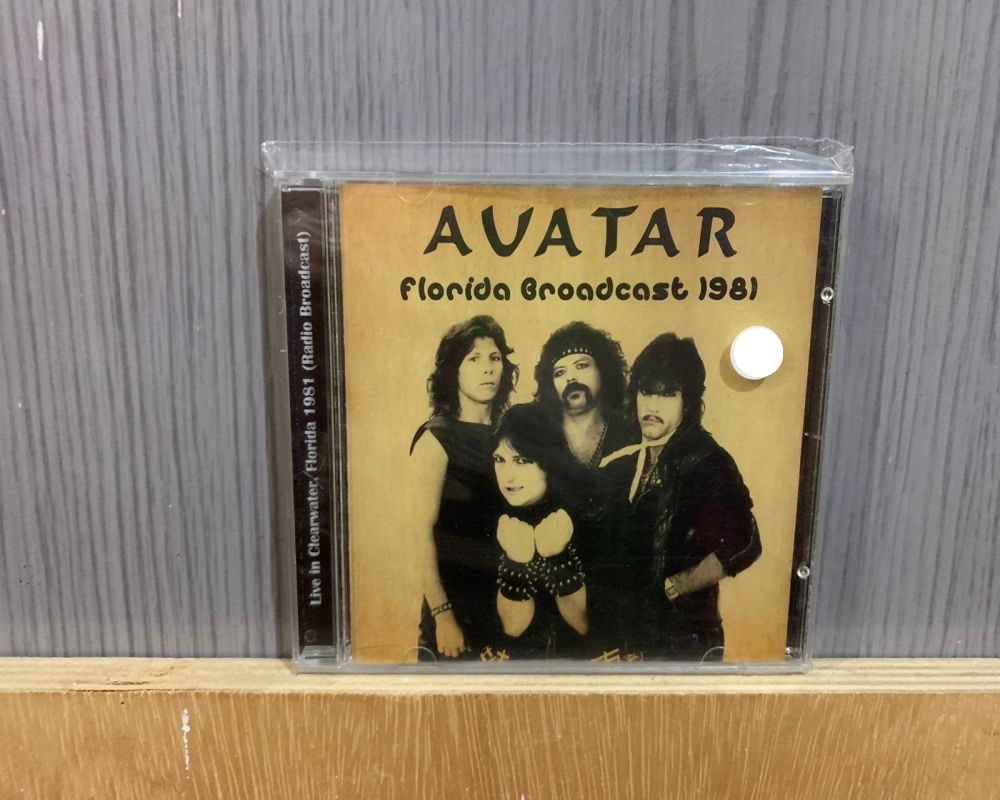 AVATAR
Florida Broadcast 1981
Live in Clearwater, Florida 1981 (Radio Broadcast)